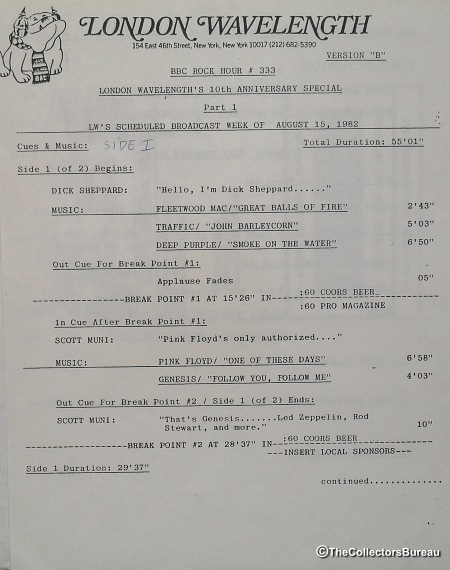 LONDON WAVELENGTH
154 East 46th Street, New York, New York 10017 (212) 682-5390
BBC
VERSION "B"
BBC ROCK HOUR # 333
LONDON WAVELENGTH'S 10th ANNIVERSARY SPECIAL
Part 1
LW'S SCHEDULED BROADCAST WEEK OF AUGUST 15, 1982
Cues & Music: SIDE I Total Duration: 55'01"
Side 1 (of 2) Begins:
DICK SHEPPARD: "Hello, I'm Dick Sheppard......"
MUSIC: FLEETWOOD MAC/"GREAT BALLS OF FIRE" 2'43"
TRAFFIC/ "JOHN BARLEYCORN" 5'03"
DEEP PURPLE/ "SMOKE ON THE WATER" 6'50"
Out Cue For Break Point #1:
Applause Fades 05"
------------------BREAK POINT #1 AT 15'26" IN---:60 COORS BEER---
:60 PRO MAGAZINE
In Cue After Break Point #1:
SCOTT MUNI: "Pink Floyd's only authorized...."
MUSIC: PINK FLOYD/ "ONE OF THESE DAYS" 6'58"
GENESIS/ "FOLLOW YOU, FOLLOW ME" 4'03"
Out Cue For Break Point #2 / Side 1 (of 2) Ends:
SCOTT MUNI: "That's Genesis.......Led Zeppelin, Rod
Stewart, and more." 10"
:60 COORS BEER
--------------------BREAK POINT #2 AT 28'37" IN--------------------
---INSERT LOCAL SPONSORS---
Side 1 Duration: 29'37"
continued..............
©TheCollectorsBureau